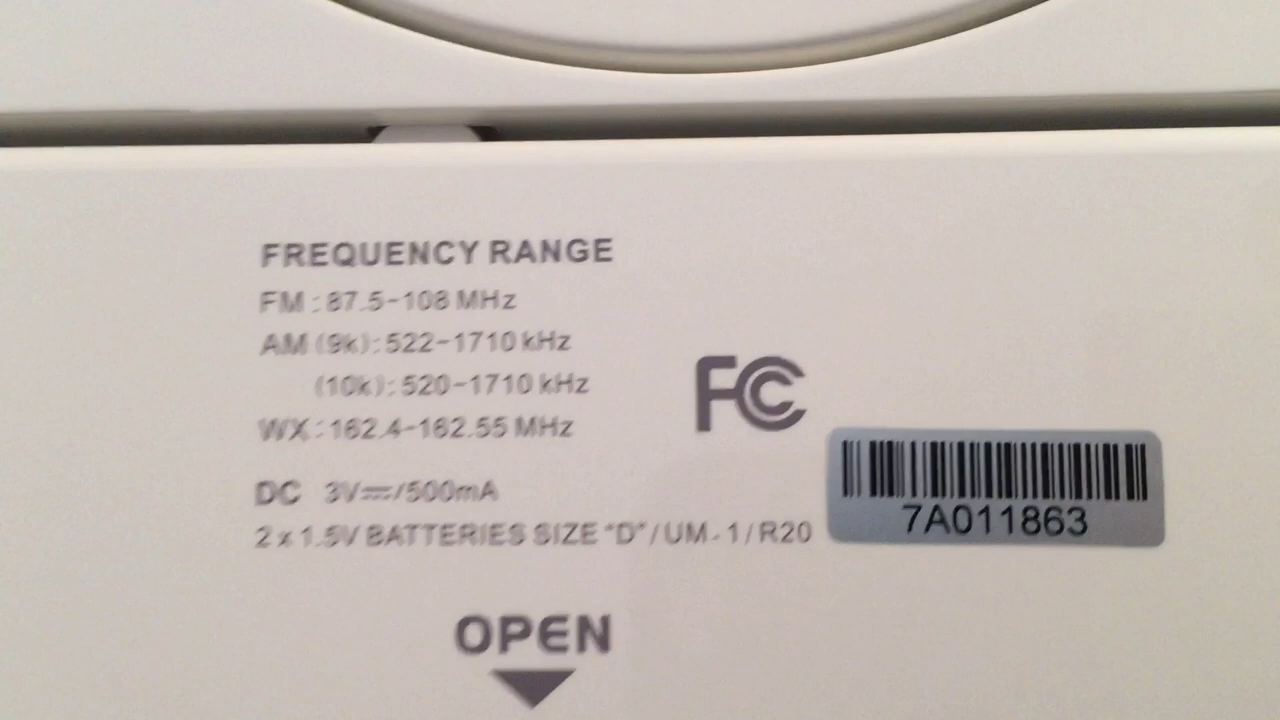 FREQUENCY RANGE
FM : 87.5-108 MHz
AM (9k) : 522-1710 kHz
(10k) : 520-1710 kHz
WX : 162.4-162.55 MHz
FC
DC 3V⎓/500mA
2 x 1.5V BATTERIES SIZE "D" / UM-1 / R20
7A011863
OPEN